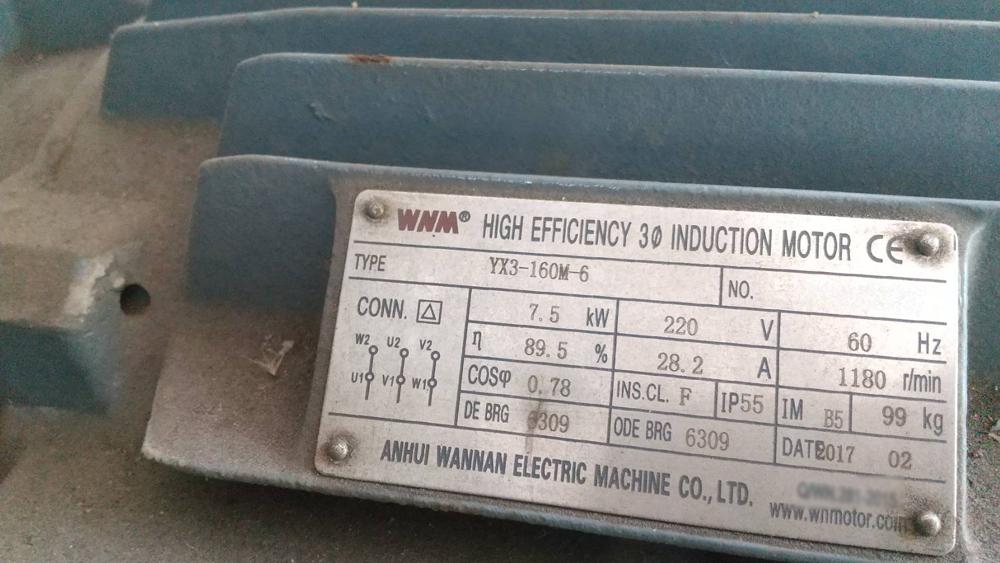 WNM® HIGH EFFICIENCY 3Ø INDUCTION MOTOR CE
TYPE YX3-160M-6 NO.
CONN. △ 7.5 kW 220 V 60 Hz
W2 U2 V2 η 89.5 % 28.2 A 1180 r/min
U1 V1 W1 COSφ 0.78 INS.CL. F IP55 IM B5 99 kg
DE BRG 6309 ODE BRG 6309 DATE 2017 02
ANHUI WANNAN ELECTRIC MACHINE CO.,LTD.
www.wnmotor.com